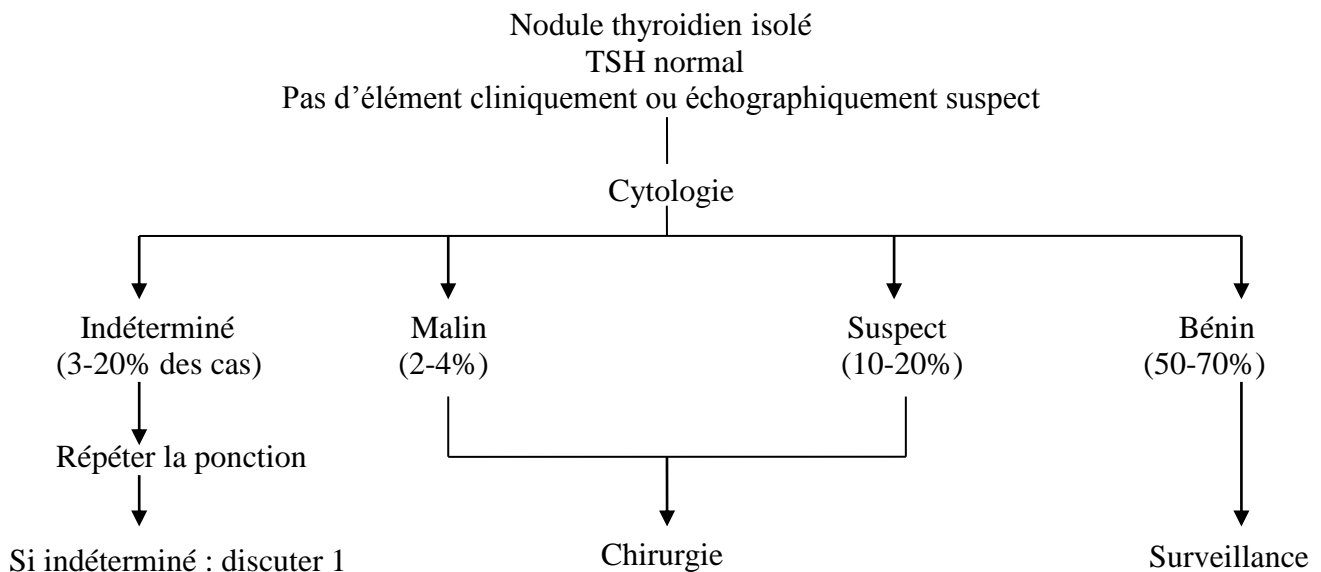 Nodule thyroidien isolé
TSH normal
Pas d’élément cliniquement ou échographiquement suspect
Cytologie
Indéterminé
(3-20% des cas)
Malin
(2-4%)
Suspect
(10-20%)
Bénin
(50-70%)
Répéter la ponction
Si indéterminé : discuter 1
Chirurgie
Surveillance